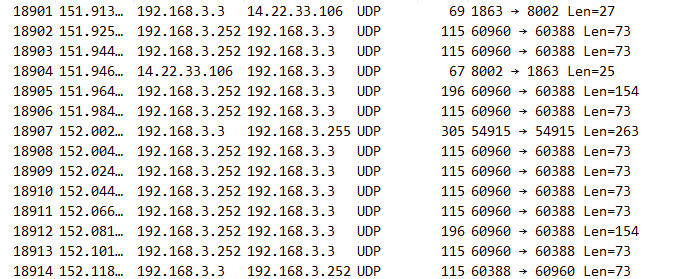 18901 151.913… 192.168.3.3 14.22.33.106 UDP 69 1863 → 8002 Len=27
18902 151.925… 192.168.3.252 192.168.3.3 UDP 115 60960 → 60388 Len=73
18903 151.944… 192.168.3.252 192.168.3.3 UDP 115 60960 → 60388 Len=73
18904 151.946… 14.22.33.106 192.168.3.3 UDP 67 8002 → 1863 Len=25
18905 151.964… 192.168.3.252 192.168.3.3 UDP 196 60960 → 60388 Len=154
18906 151.984… 192.168.3.252 192.168.3.3 UDP 115 60960 → 60388 Len=73
18907 152.002… 192.168.3.3 192.168.3.255 UDP 305 54915 → 54915 Len=263
18908 152.004… 192.168.3.252 192.168.3.3 UDP 115 60960 → 60388 Len=73
18909 152.024… 192.168.3.252 192.168.3.3 UDP 115 60960 → 60388 Len=73
18910 152.044… 192.168.3.252 192.168.3.3 UDP 115 60960 → 60388 Len=73
18911 152.066… 192.168.3.252 192.168.3.3 UDP 115 60960 → 60388 Len=73
18912 152.081… 192.168.3.252 192.168.3.3 UDP 196 60960 → 60388 Len=154
18913 152.101… 192.168.3.252 192.168.3.3 UDP 115 60960 → 60388 Len=73
18914 152.118… 192.168.3.3 192.168.3.252 UDP 115 60388 → 60960 Len=73